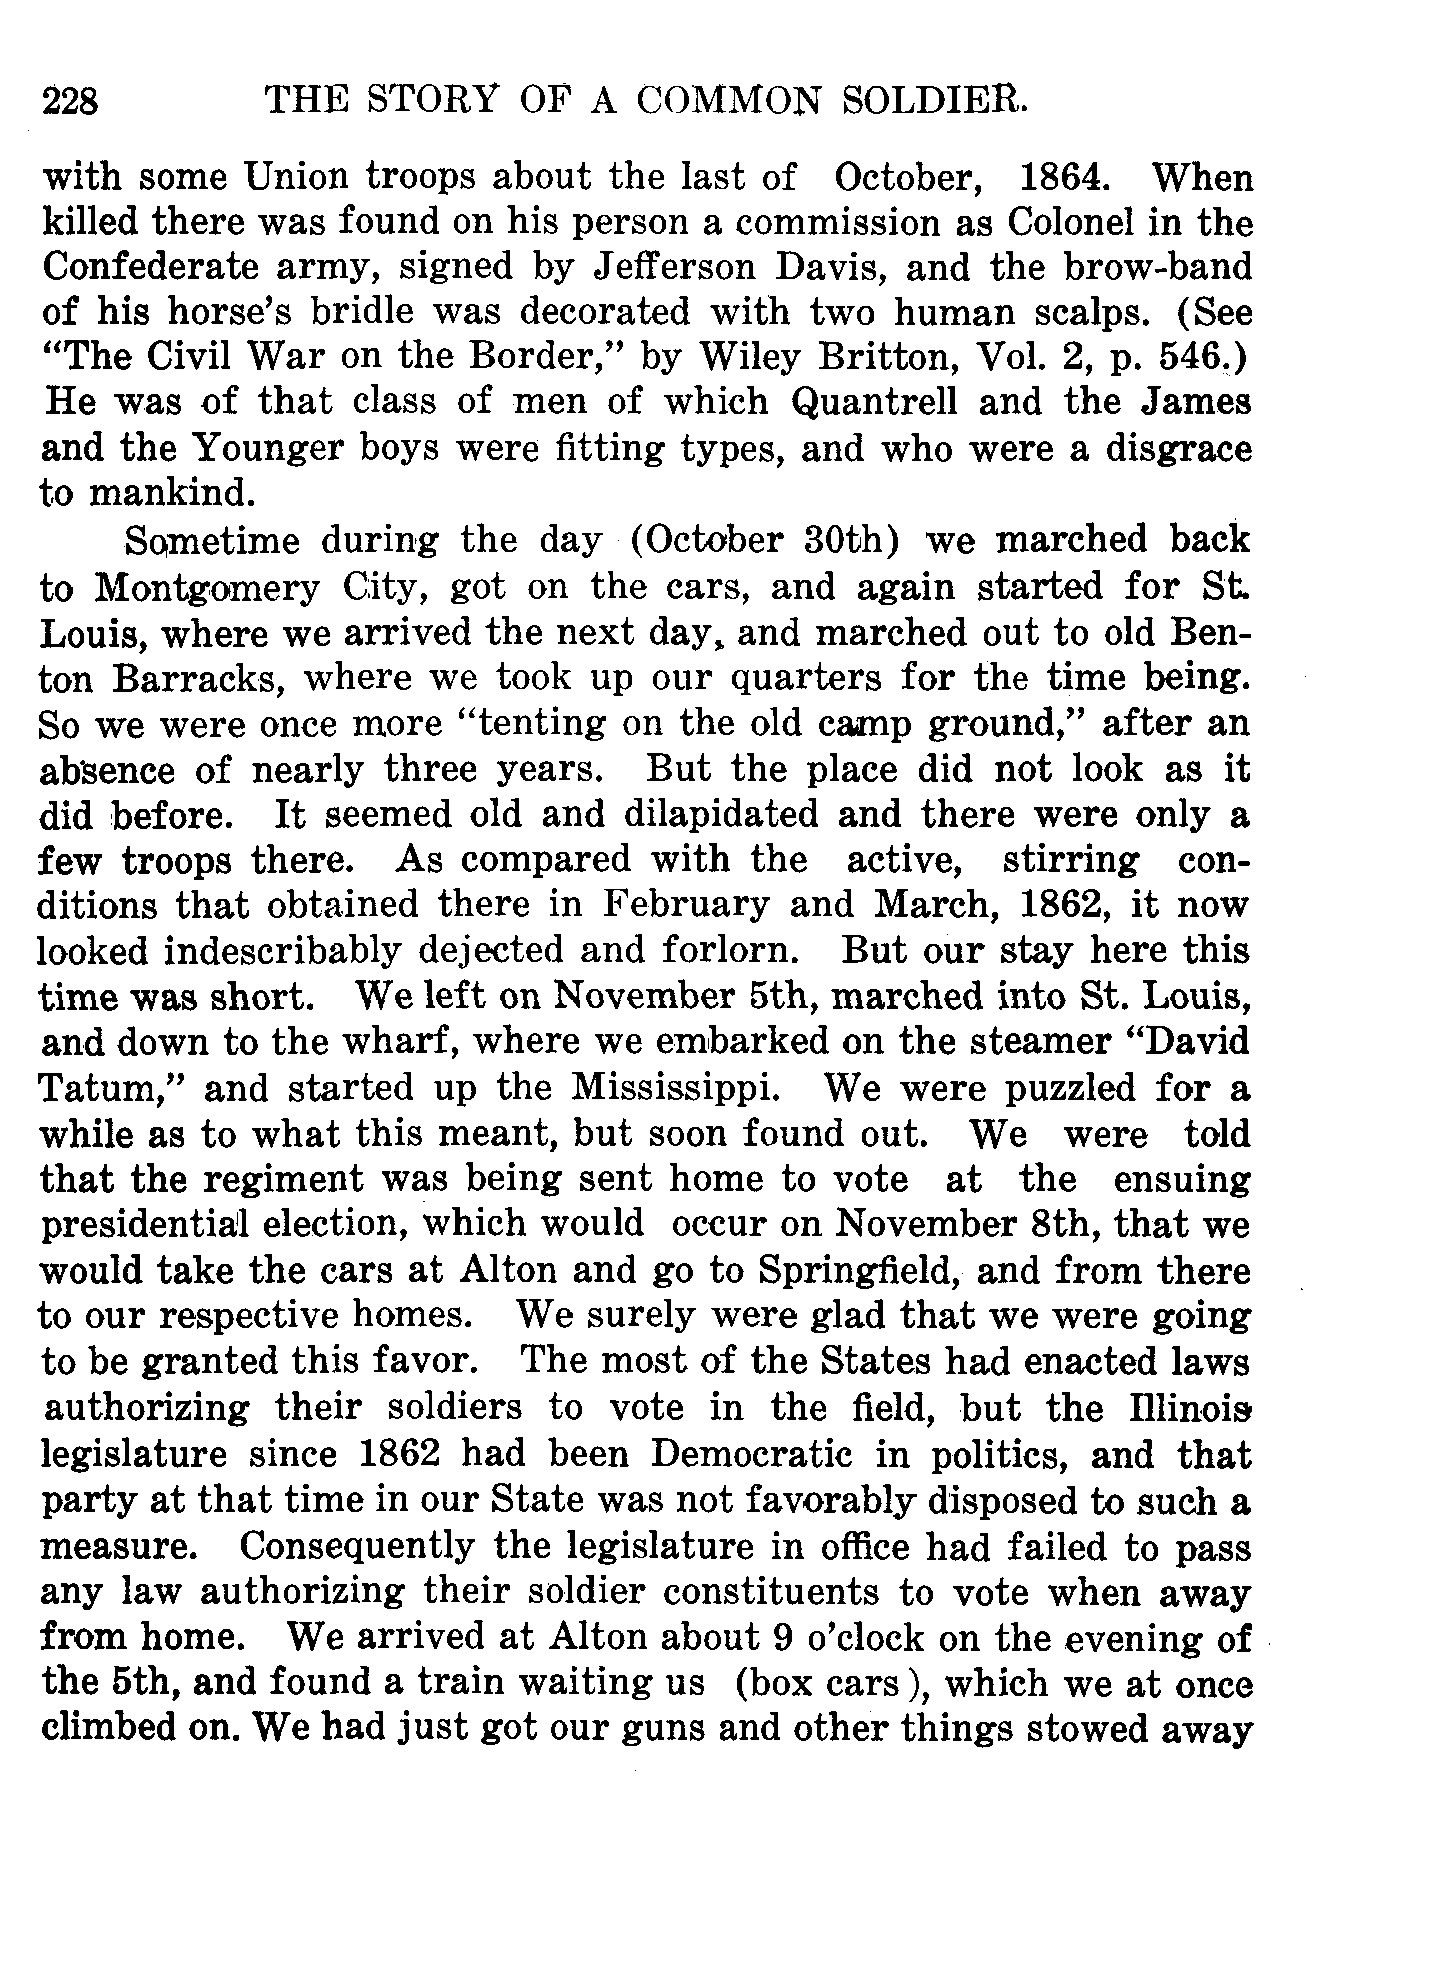 228 THE STORY OF A COMMON SOLDIER.
with some Union troops about the last of October, 1864. When
killed there was found on his person a commission as Colonel in the
Confederate army, signed by Jefferson Davis, and the brow-band
of his horse's bridle was decorated with two human scalps. (See
“The Civil War on the Border,” by Wiley Britton, Vol. 2, p. 546.)
He was of that class of men of which Quantrell and the James
and the Younger boys were fitting types, and who were a disgrace
to mankind.
Sometime during the day (October 30th) we marched back
to Montgomery City, got on the cars, and again started for St.
Louis, where we arrived the next day, and marched out to old Ben-
ton Barracks, where we took up our quarters for the time being.
So we were once more “tenting on the old camp ground,” after an
absence of nearly three years. But the place did not look as it
did before. It seemed old and dilapidated and there were only a
few troops there. As compared with the active, stirring con-
ditions that obtained there in February and March, 1862, it now
looked indescribably dejected and forlorn. But our stay here this
time was short. We left on November 5th, marched into St. Louis,
and down to the wharf, where we embarked on the steamer “David
Tatum,” and started up the Mississippi. We were puzzled for a
while as to what this meant, but soon found out. We were told
that the regiment was being sent home to vote at the ensuing
presidential election, which would occur on November 8th, that we
would take the cars at Alton and go to Springfield, and from there
to our respective homes. We surely were glad that we were going
to be granted this favor. The most of the States had enacted laws
authorizing their soldiers to vote in the field, but the Illinois
legislature since 1862 had been Democratic in politics, and that
party at that time in our State was not favorably disposed to such a
measure. Consequently the legislature in office had failed to pass
any law authorizing their soldier constituents to vote when away
from home. We arrived at Alton about 9 o'clock on the evening of
the 5th, and found a train waiting us (box cars), which we at once
climbed on. We had just got our guns and other things stowed away